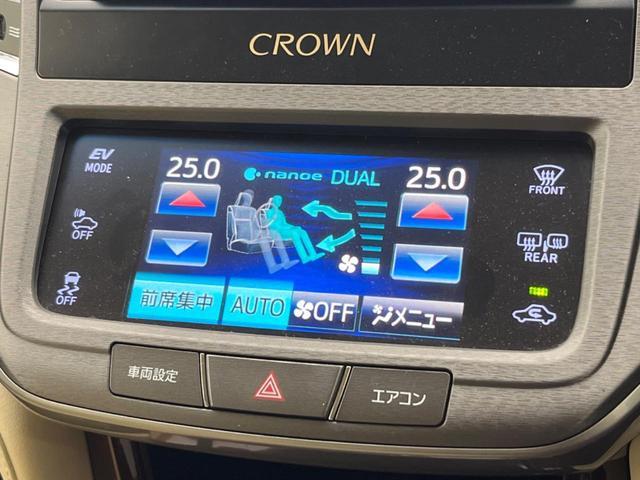 CROWN
EV
MODE
25.0
nanoe DUAL
25.0
FRONT
OFF
REAR
OFF
前席集中
AUTO
OFF
メニュー
車両設定
エアコン